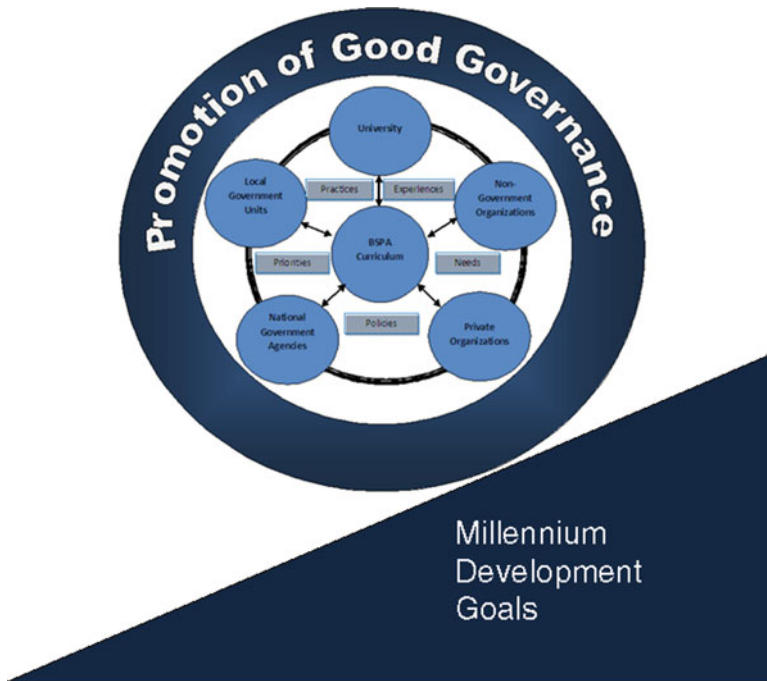 Promotion of Good Governance
University
Local
Government
Units
Practices
Experiences
Non-
Government
Organizations
BSPA
Curriculum
Priorities
Needs
National
Government
Agencies
Policies
Private
Organizations
Millennium
Development
Goals